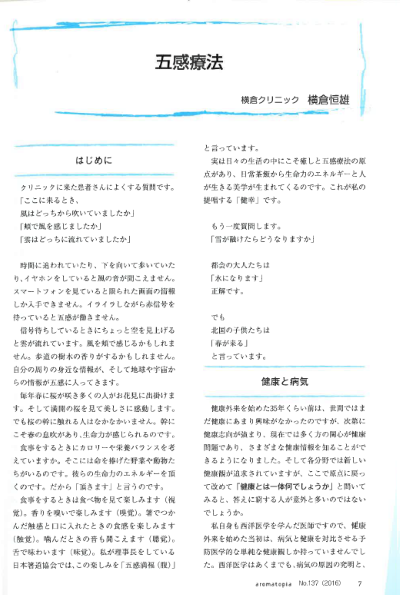 五感療法
横倉クリニック 横倉恒雄
はじめに
クリニックに来た患者さんによくする質問です。
「ここに来るとき、
風はどっちから吹いていましたか」
「頬で風を感じましたか」
「雲はどっちに流れていましたか」
時間に追われていたり、下を向いて歩いていた
り、イヤホンをしていると風の音が聞こえません。
スマートフォンを見ていると限られた画面の情報
しか入手できません。イライラしながら赤信号を
待っていると五感が働きません。
信号待ちしているときにちょっと空を見上げる
と雲が流れています。風を頬で感じるかもしれま
せん。歩道の樹木の香りがするかもしれません。
自分の周りの身近な情報が、そして地球や宇宙か
らの情報が五感に入ってきます。
毎年春に桜が咲き多くの人がお花見に出掛けま
す。そして満開の桜を見て美しさに感動します。
でも桜の幹に触れる人はなかなかいません。幹に
こそ春の息吹があり、生命力が感じられるのです。
食事をするときにカロリーや栄養バランスを考
えていますか。そこには命を捧げた野菜や動物た
ちがいるのです。彼らの生命力のエネルギーを頂
くのです。だから「頂きます」と言うのです。
食事をするときは食べ物を見て楽しみます（視
覚）。香りを嗅いで楽しみます（嗅覚）。箸でつか
んだ触感と口に入れたときの食感を楽しみます
（触覚）。噛んだときの音も聞こえます（聴覚）。
舌で味わいます（味覚）。私が理事長をしている
日本箸道協会では、この楽しみを「五感満福（腹）」
と言っています。
実は日々の生活の中にこそ癒しと五感療法の原
点があり、日常茶飯から生命力のエネルギーと人
が生きる美学が生まれてくるのです。これが私の
提唱する「健幸」です。
もう一度質問します。
「雪が融けたらどうなりますか」
都会の大人たちは
「水になります」
正解です。
でも
北国の子供たちは
「春が来る」
と言っています。
健康と病気
健康外来を始めた35年くらい前は、世間ではま
だ健康にあまり興味がなかったのですが、次第に
健康志向が強まり、現在では多く方の関心が健康
問題であり、さまざまな健康情報を知ることがで
きるようになりました。そして各分野では新しい
健康観が追求されていますが、ここで原点に戻っ
て改めて「健康とは一体何でしょうか」と聞いて
みると、答えに窮する人が意外と多いのではない
でしょうか。
私自身も西洋医学を学んだ医師ですので、健康
外来を始めた当初は、病気と健康を対比させる予
防医学的な単純な健康観しか持っていませんでし
た。西洋医学はあくまでも、病気の原因の究明と、
aromatopia No.137 (2016) 7